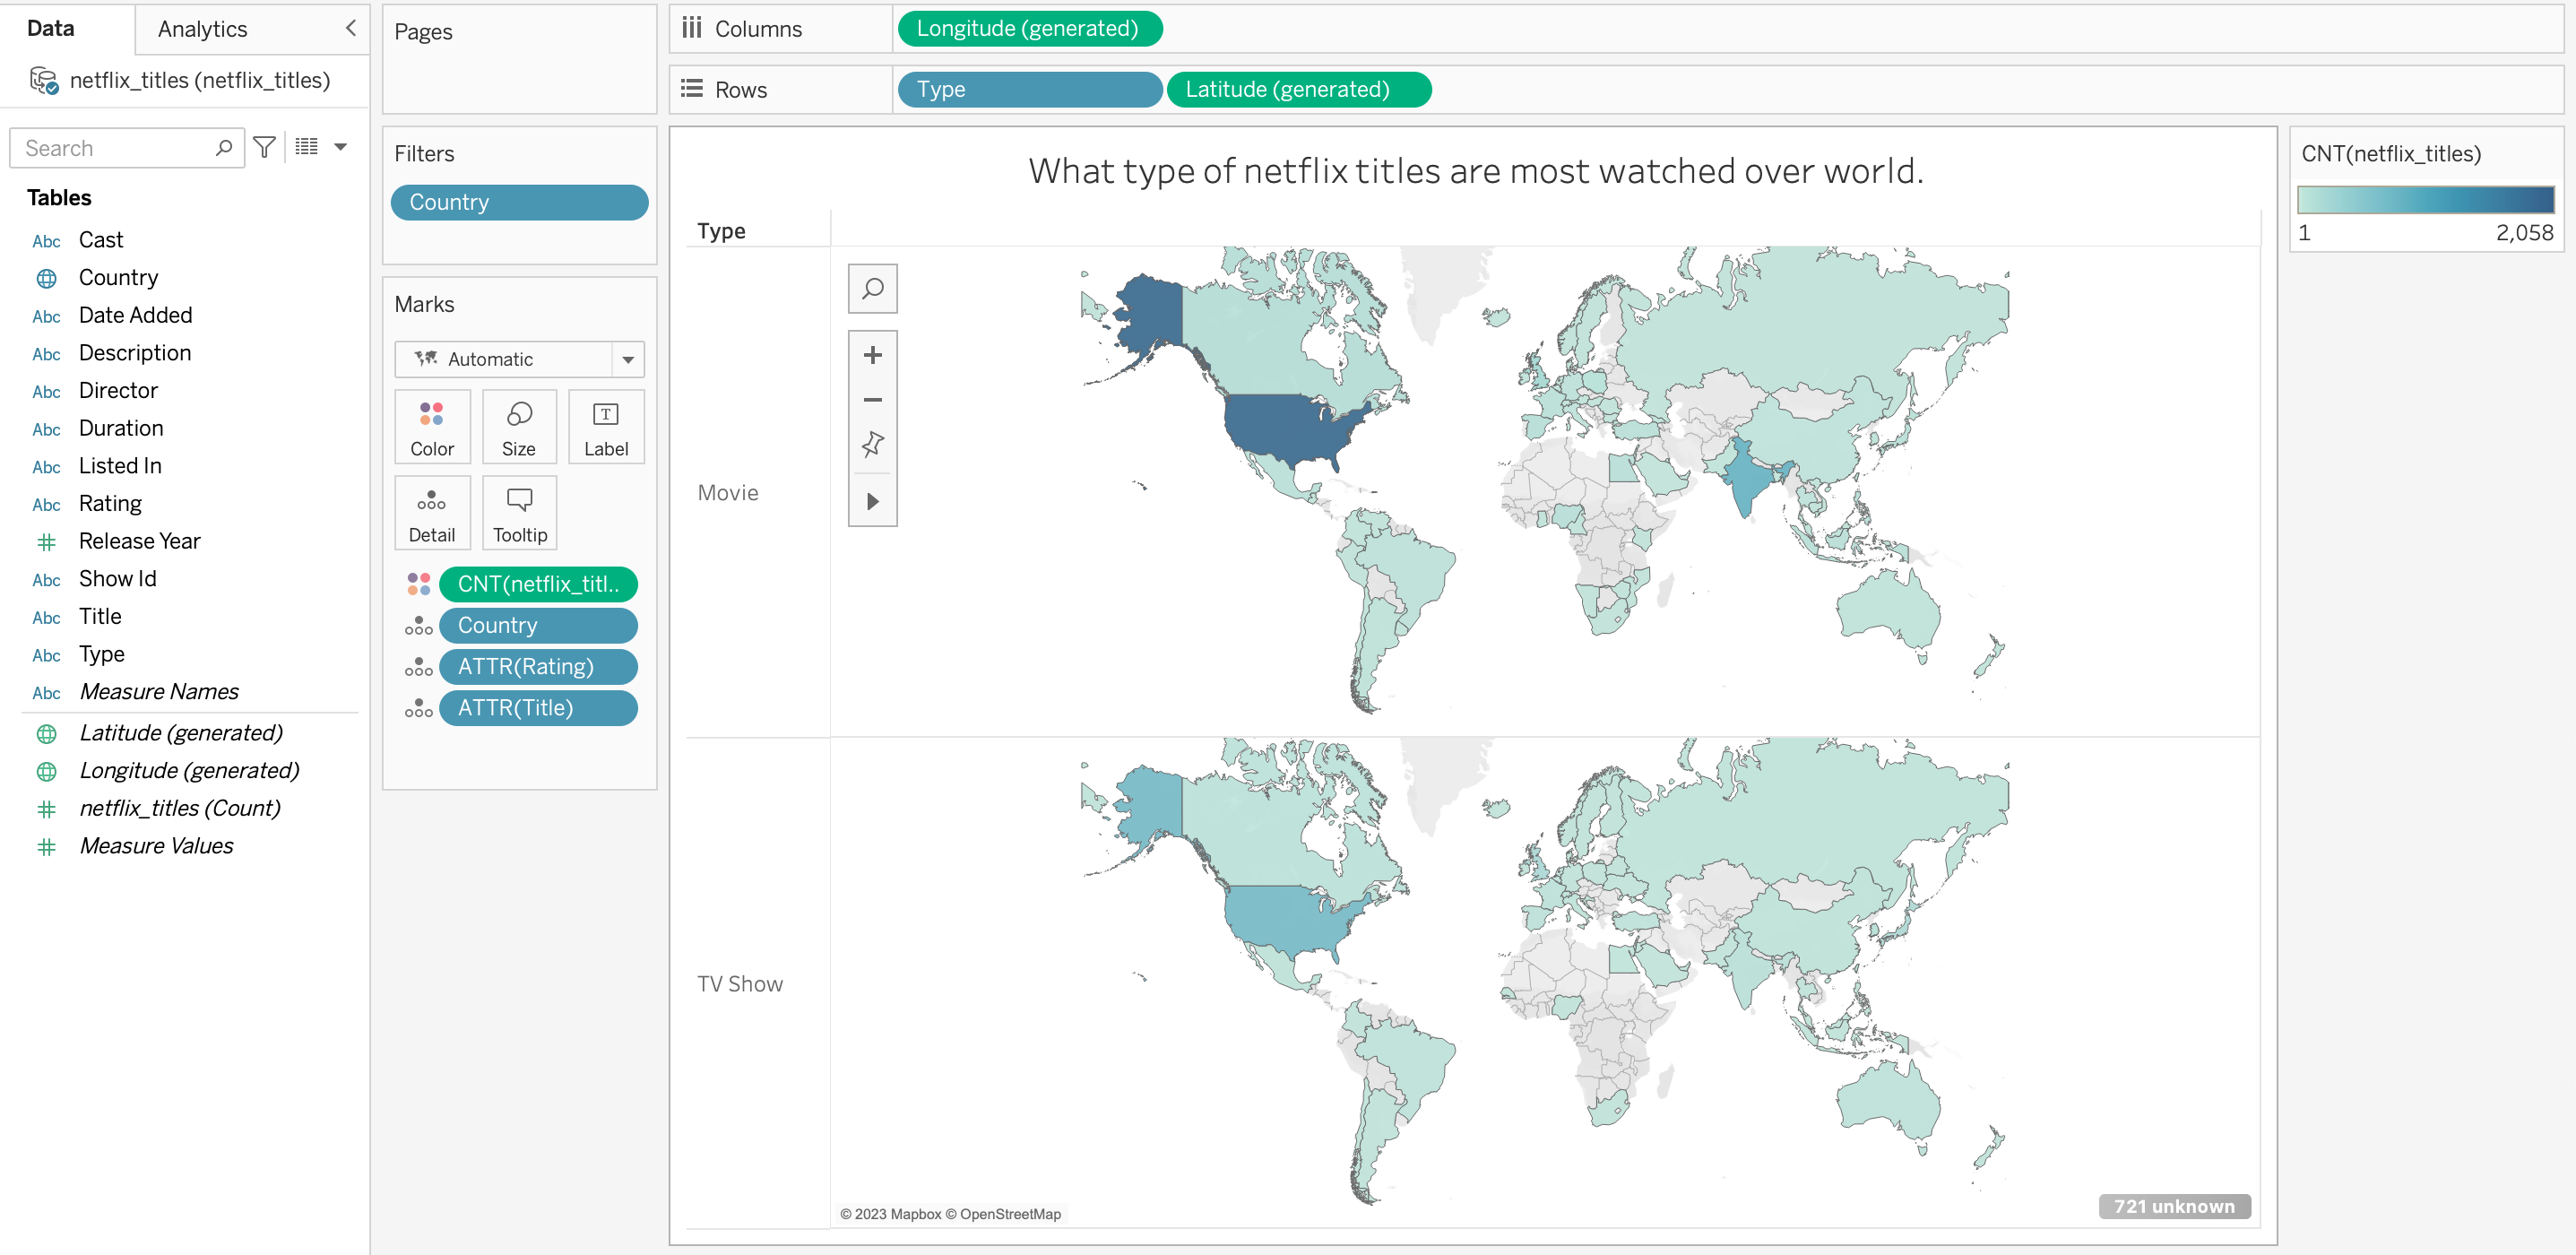 Data
Analytics
netflix_titles (netflix_titles)
Search
Tables
Abc Cast
Country
Abc Date Added
Abc Description
Abc Director
Abc Duration
Abc Listed In
Abc Rating
# Release Year
Abc Show Id
Abc Title
Abc Type
Abc Measure Names
Latitude (generated)
Longitude (generated)
# netflix_titles (Count)
# Measure Values
Pages
Filters
Country
Marks
Automatic
Color Size Label
Detail Tooltip
CNT(netflix_titl..
Country
ATTR(Rating)
ATTR(Title)
Columns Longitude (generated)
Rows Type Latitude (generated)
What type of netflix titles are most watched over world.
Type
Movie
TV Show
© 2023 Mapbox © OpenStreetMap
721 unknown
CNT(netflix_titles)
1 2,058